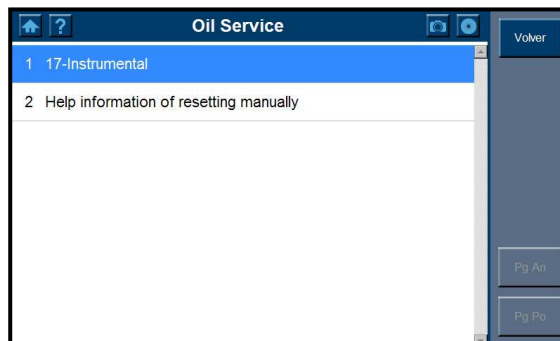 ?
Oil Service
Volver
1 17-Instrumental
2 Help information of resetting manually
Pg An
Pg Po